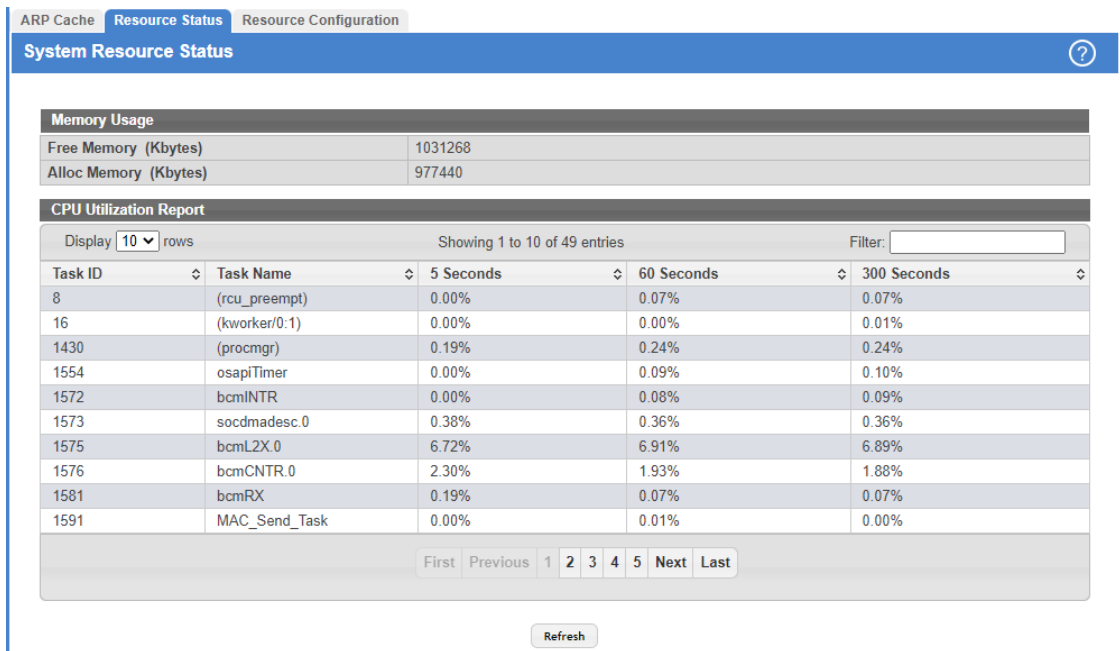 ARP Cache Resource Status Resource Configuration
System Resource Status ?
Memory Usage
Free Memory (Kbytes) 1031268
Alloc Memory (Kbytes) 977440
CPU Utilization Report
Display 10 rows Showing 1 to 10 of 49 entries Filter:
Task ID Task Name 5 Seconds 60 Seconds 300 Seconds
8 (rcu_preempt) 0.00% 0.07% 0.07%
16 (kworker/0:1) 0.00% 0.00% 0.01%
1430 (procmgr) 0.19% 0.24% 0.24%
1554 osapiTimer 0.00% 0.09% 0.10%
1572 bcmINTR 0.00% 0.08% 0.09%
1573 socdmadesc.0 0.38% 0.36% 0.36%
1575 bcmL2X.0 6.72% 6.91% 6.89%
1576 bcmCNTR.0 2.30% 1.93% 1.88%
1581 bcmRX 0.19% 0.07% 0.07%
1591 MAC_Send_Task 0.00% 0.01% 0.00%
First Previous 1 2 3 4 5 Next Last
Refresh